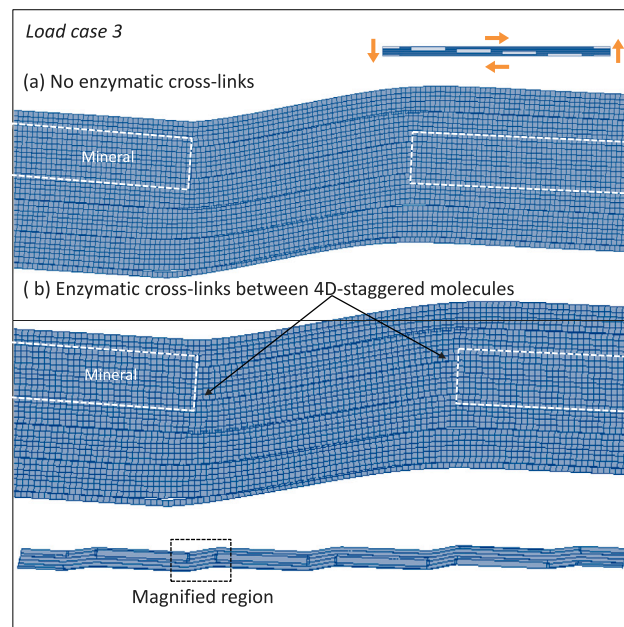 Load case 3
(a) No enzymatic cross-links
Mineral
( b) Enzymatic cross-links between 4D-staggered molecules
Mineral
Magnified region